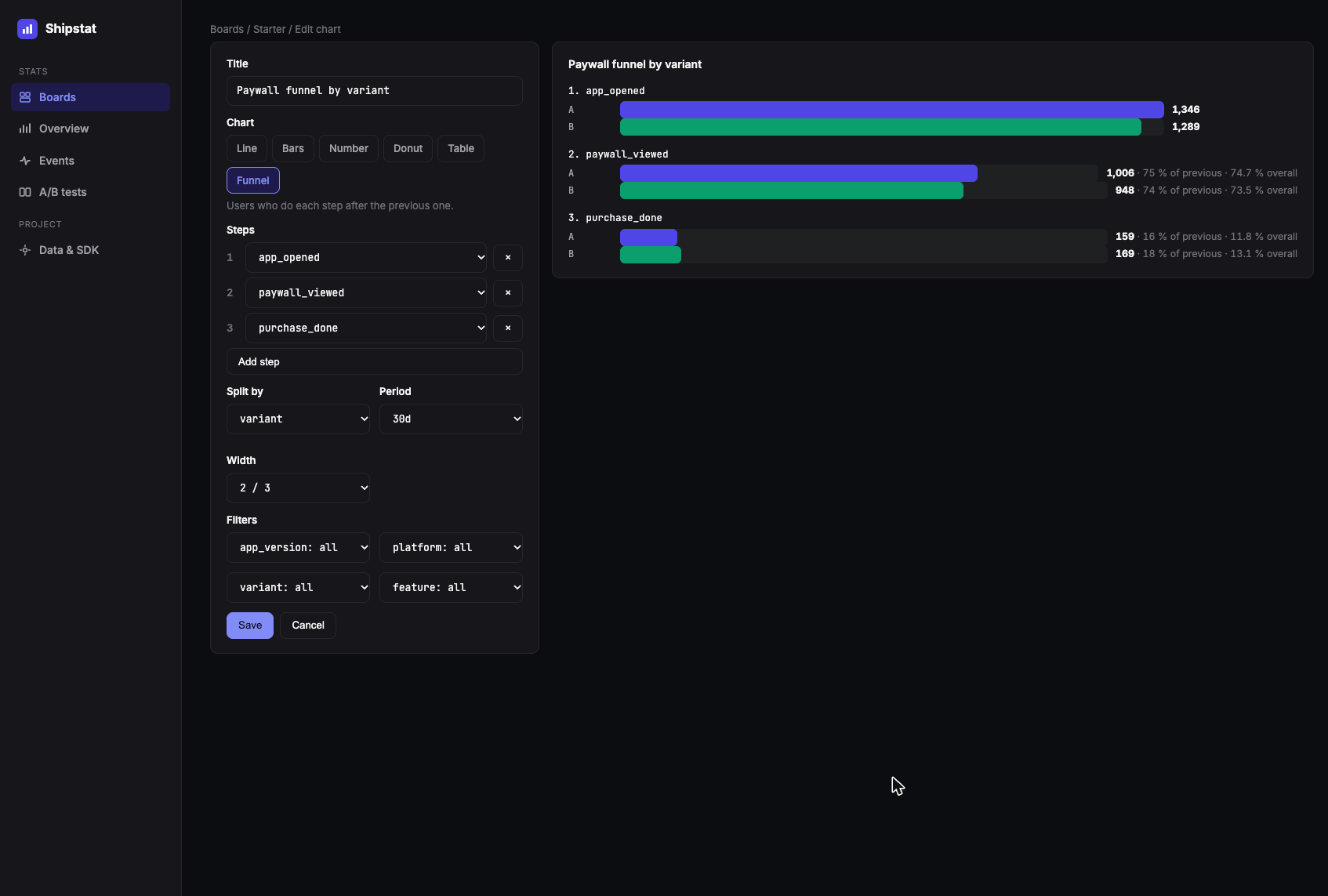 Shipstat
STATS
Boards
Overview
Events
A/B tests
PROJECT
Data & SDK
Boards / Starter / Edit chart
Title
Paywall funnel by variant
Chart
Line Bars Number Donut Table
Funnel
Users who do each step after the previous one.
Steps
1 app_opened ×
2 paywall_viewed ×
3 purchase_done ×
Add step
Split by Period
variant 30d
Width
2 / 3
Filters
app_version: all platform: all
variant: all feature: all
Save Cancel
Paywall funnel by variant
1. app_opened
A 1,346
B 1,289
2. paywall_viewed
A 1,006 · 75 % of previous · 74.7 % overall
B 948 · 74 % of previous · 73.5 % overall
3. purchase_done
A 159 · 16 % of previous · 11.8 % overall
B 169 · 18 % of previous · 13.1 % overall